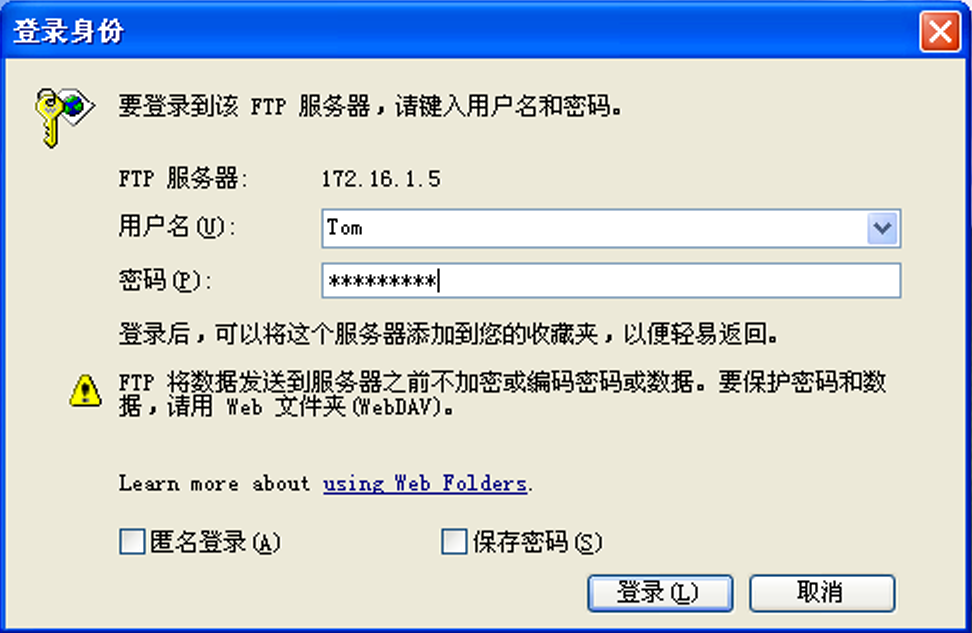 登录身份
要登录到该 FTP 服务器，请键入用户名和密码。
FTP 服务器: 172.16.1.5
用户名(U): Tom
密码(P): *********
登录后，可以将这个服务器添加到您的收藏夹，以便轻易返回。
FTP 将数据发送到服务器之前不加密或编码密码或数据。要保护密码和数
据，请用 Web 文件夹(WebDAV)。
Learn more about using Web Folders.
匿名登录(A) 保存密码(S)
登录(L) 取消